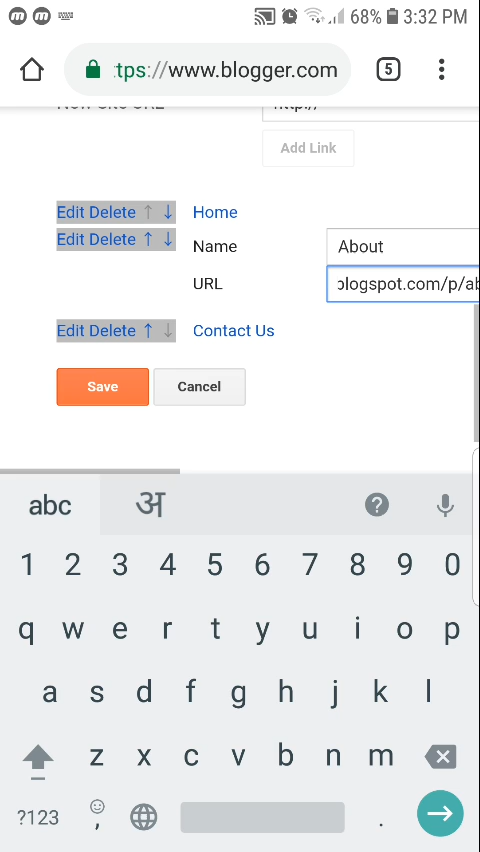 68% 3:32 PM
tps://www.blogger.com 5
http://
Add Link
Edit Delete ↑ ↓ Home
Edit Delete ↑ ↓ Name About
URL blogspot.com/p/ab
Edit Delete ↑ ↓ Contact Us
Save Cancel
abc अ
1 2 3 4 5 6 7 8 9 0
q w e r t y u i o p
a s d f g h j k l
z x c v b n m
?123 , .